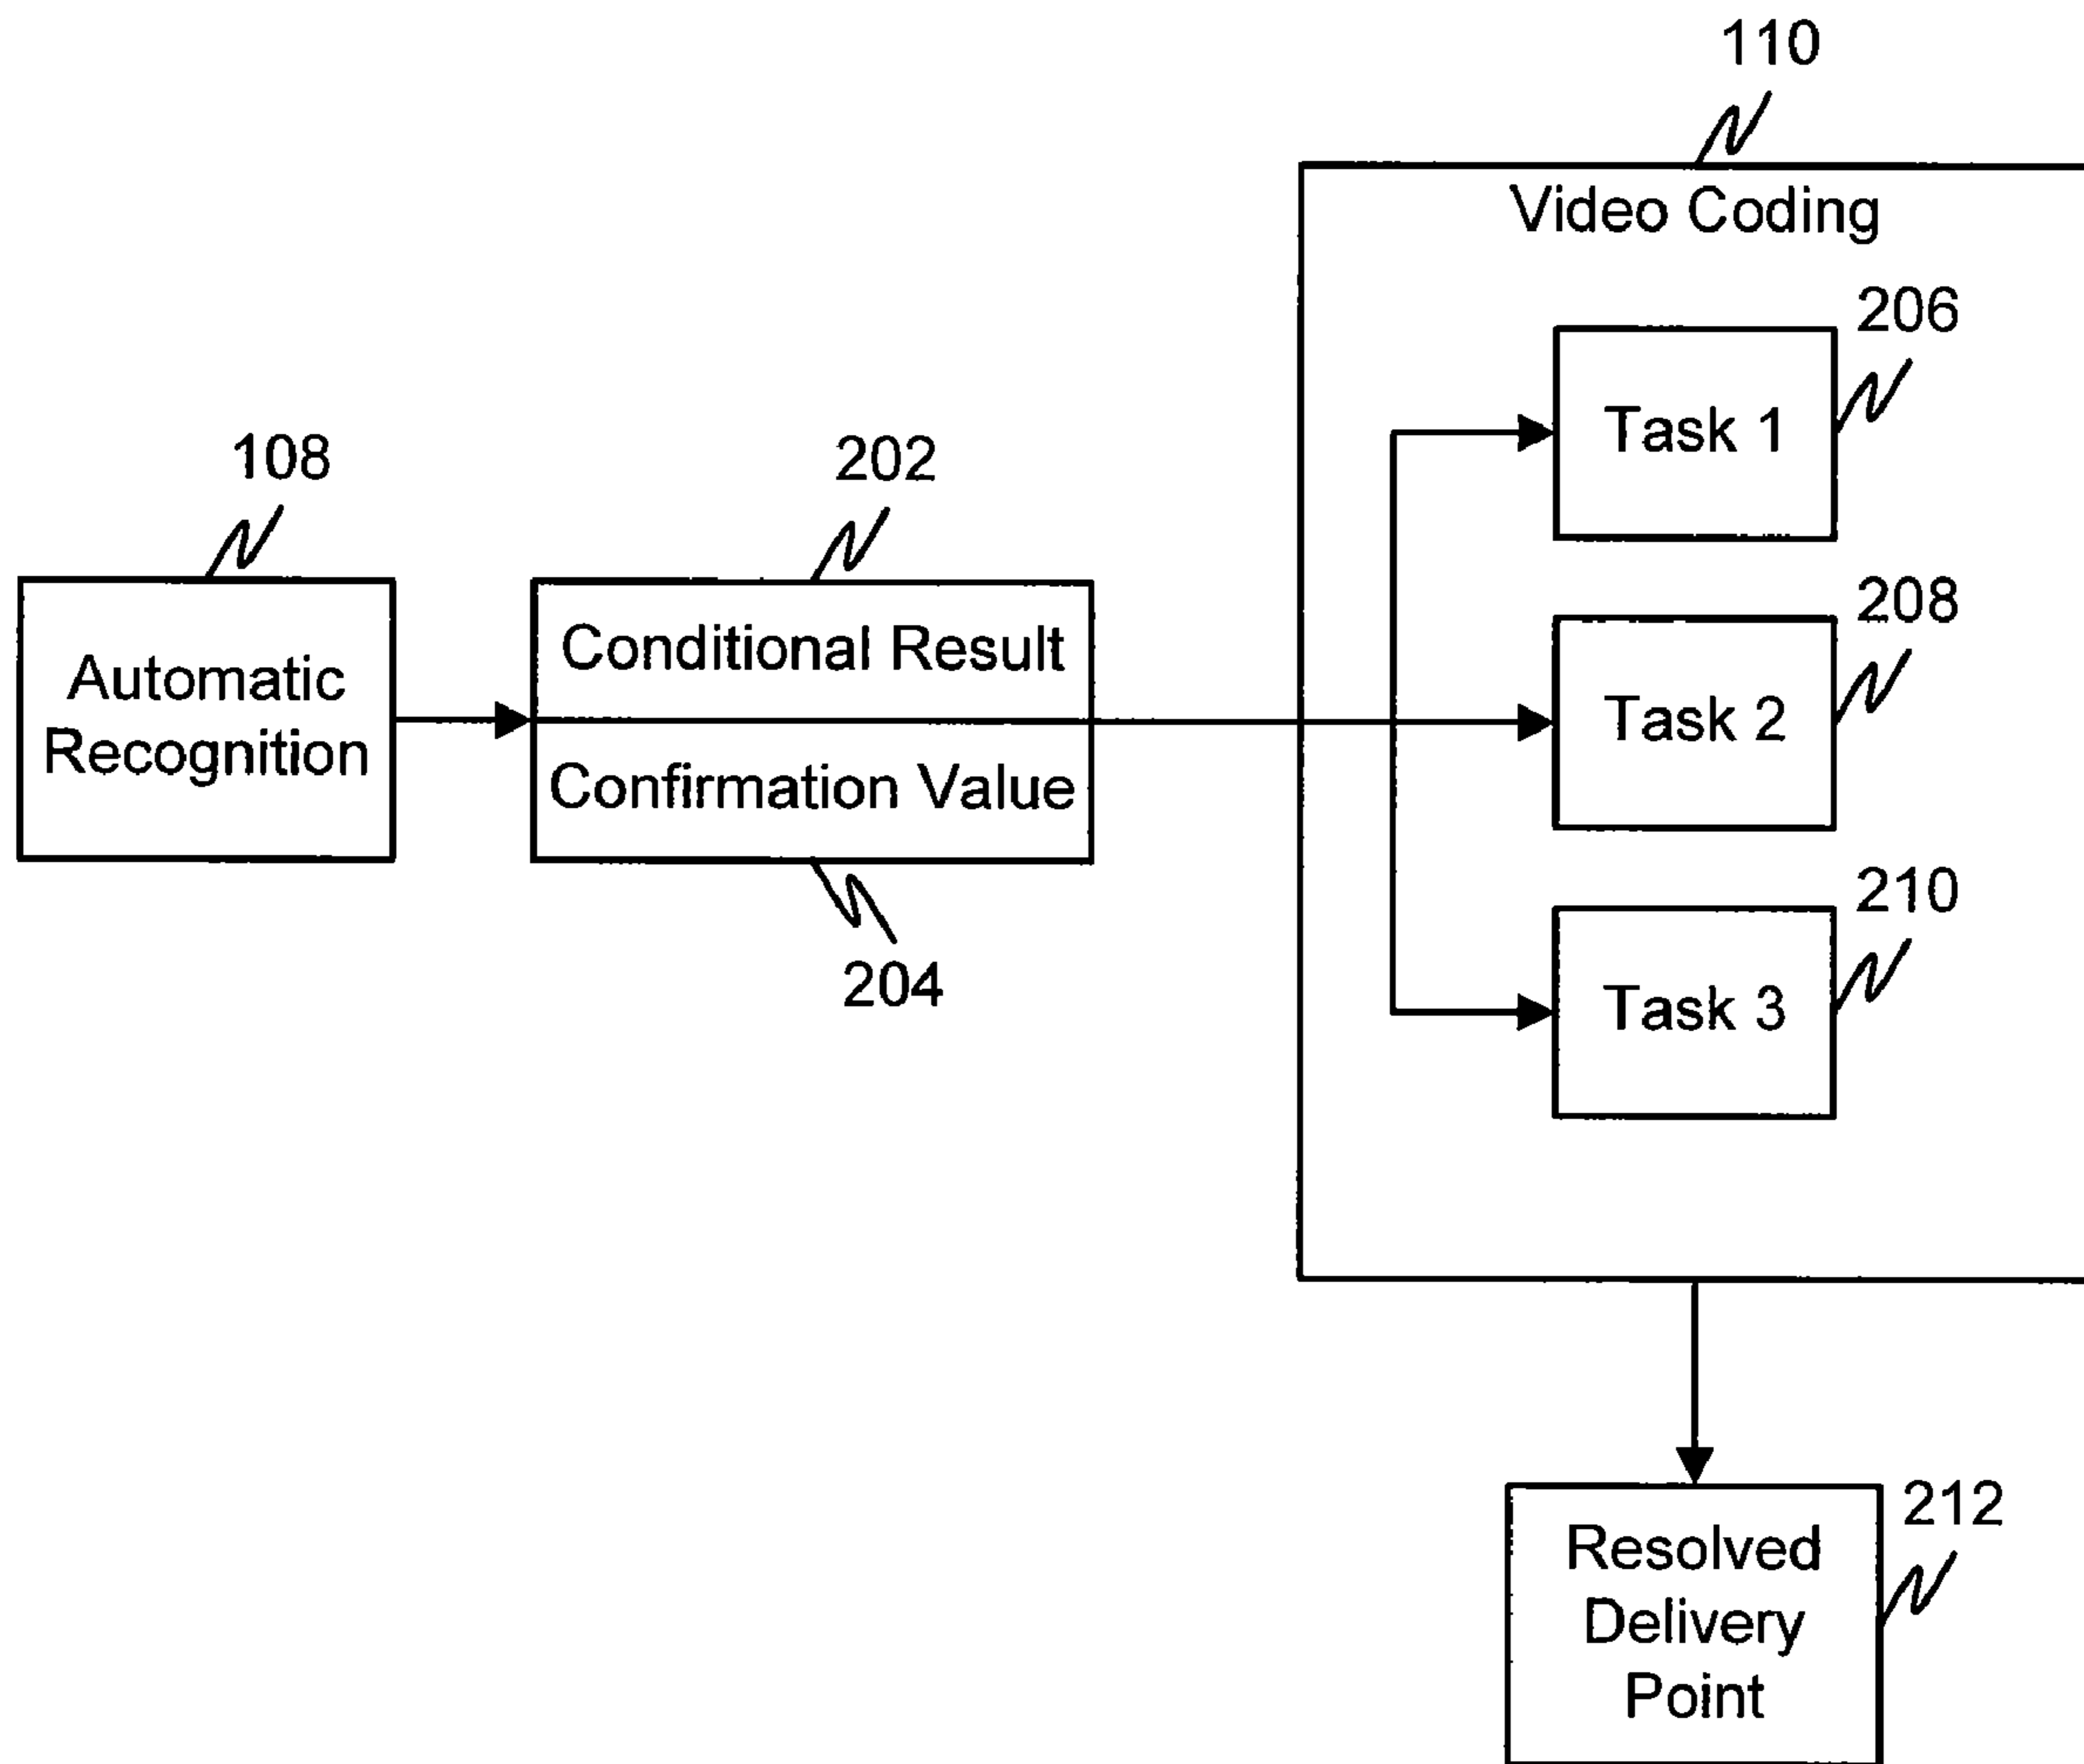 110
Video Coding
206
Task 1
108
202
208
Automatic
Recognition
Conditional Result
Confirmation Value
Task 2
204
210
Task 3
212
Resolved
Delivery
Point